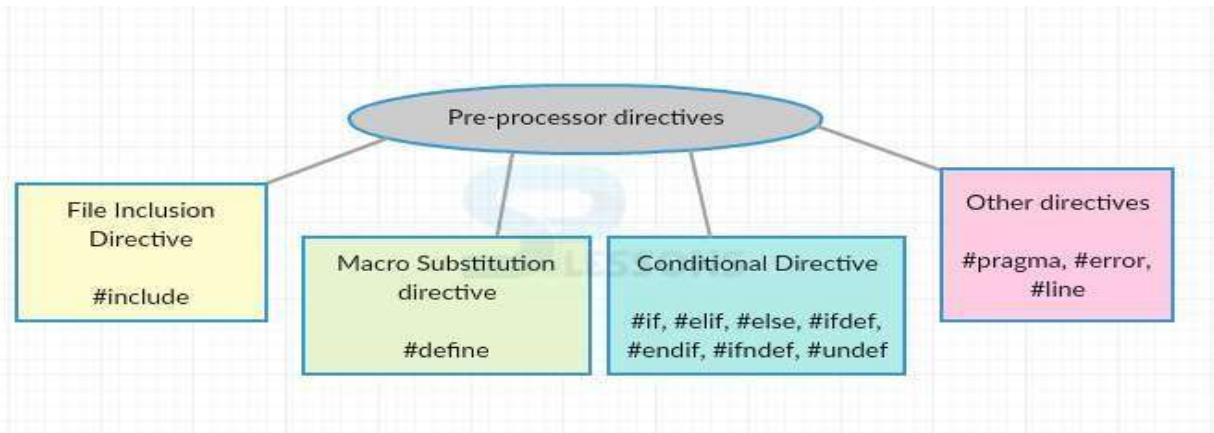 Pre-processor directives
File Inclusion
Directive
#include
Macro Substitution
directive
#define
Conditional Directive
#if, #elif, #else, #ifdef,
#endif, #ifndef, #undef
Other directives
#pragma, #error,
#line